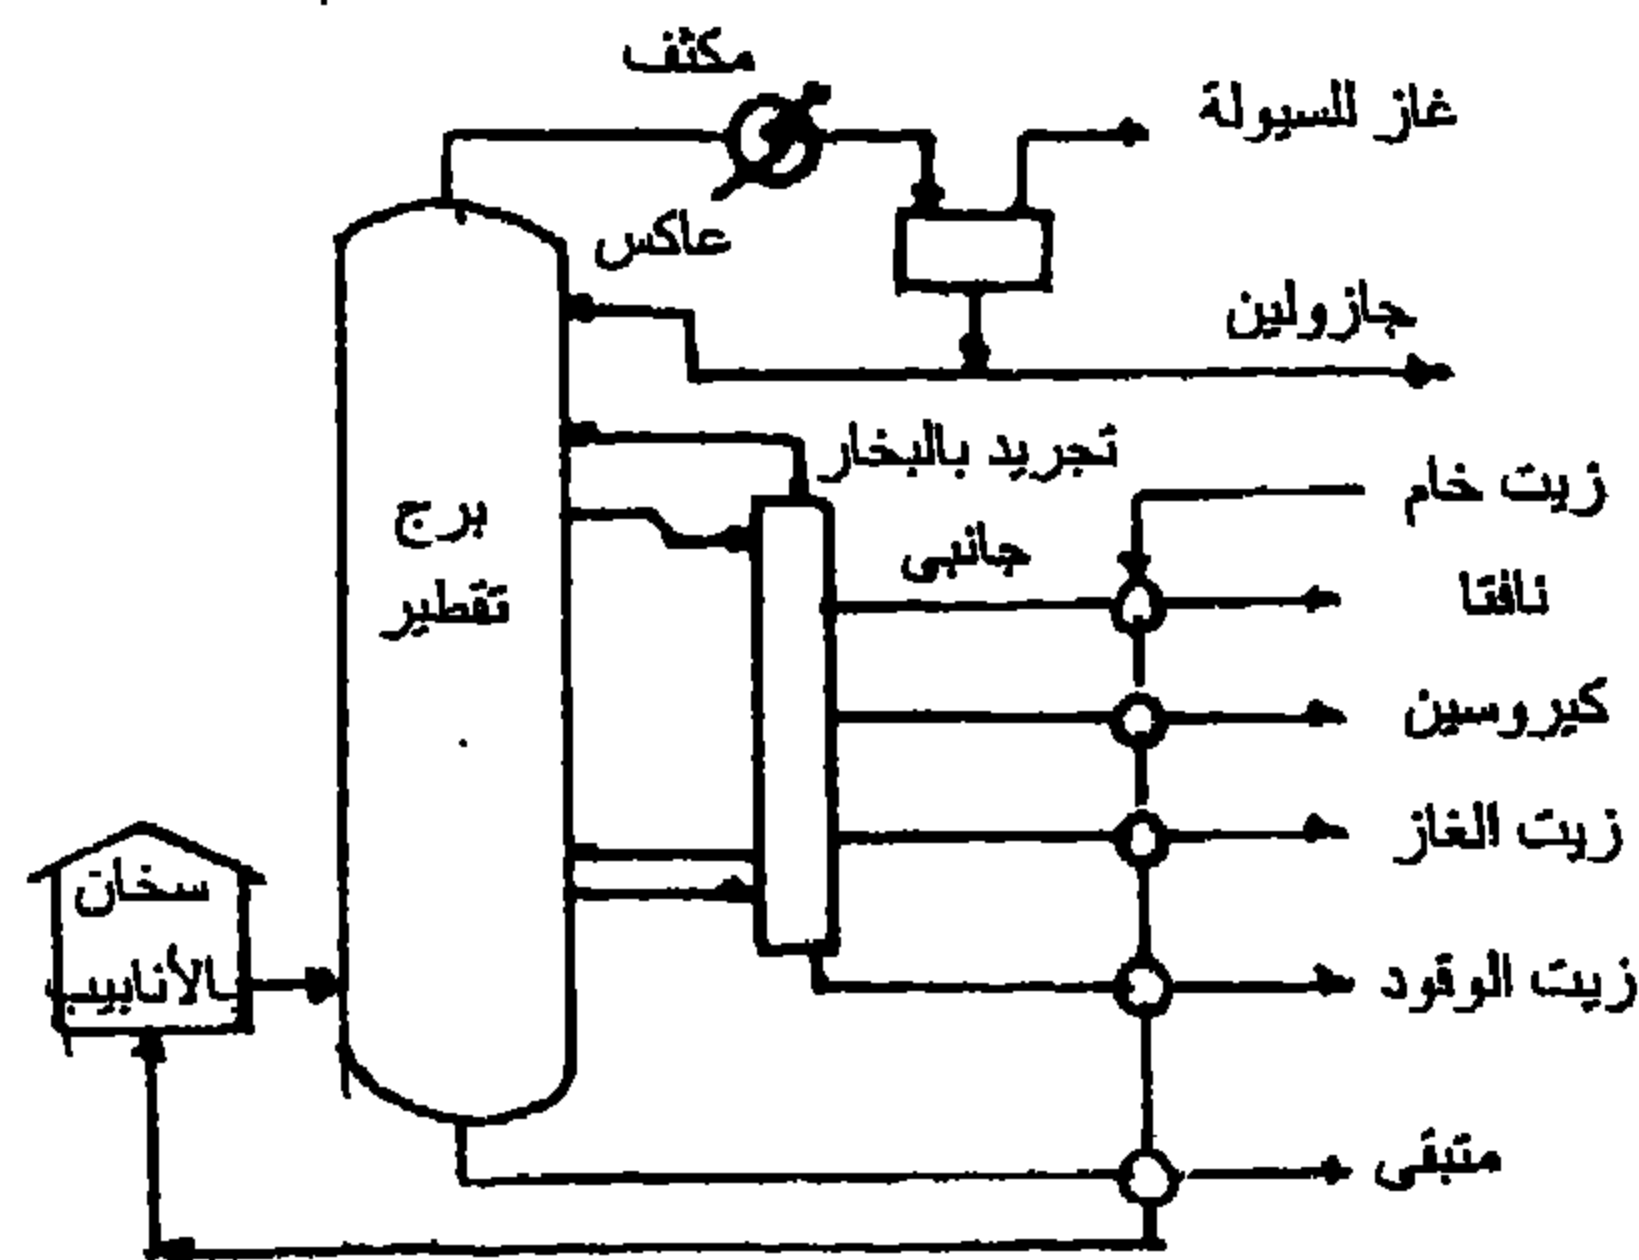 مكثف
غاز للسيولة
عاكس
جازولين
تجريد بالبخار
جانبى
زيت خام
برج
تقطير
نافتا
كيروسين
زيت الغاز
سخان
بالأنابيب
زيت الوقود
متبقى